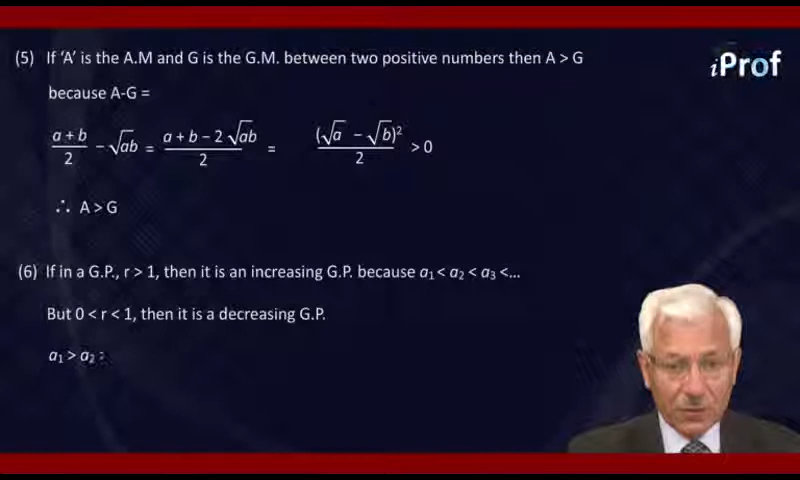 (5) If 'A' is the A.M and G is the G.M. between two positive numbers then A > G
iProf
because A-G =
(a + b)/2 - √ab = (a + b - 2 √ab)/2 = (√a - √b)²/2 > 0
∴ A > G
(6) If in a G.P., r > 1, then it is an increasing G.P. because a₁ < a₂ < a₃ <...
But 0 < r < 1, then it is a decreasing G.P.
a₁ > a₂